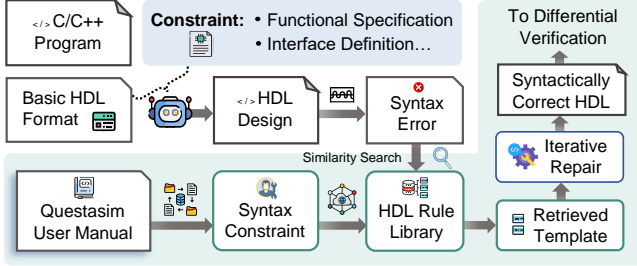 </> C/C++
Program
Constraint: • Functional Specification
• Interface Definition…
To Differential
Verification
Basic HDL
Format
</> HDL
Design
Syntax
Error
Syntactically
Correct HDL
Similarity Search
Iterative
Repair
Questasim
User Manual
Syntax
Constraint
HDL Rule
Library
Retrieved
Template